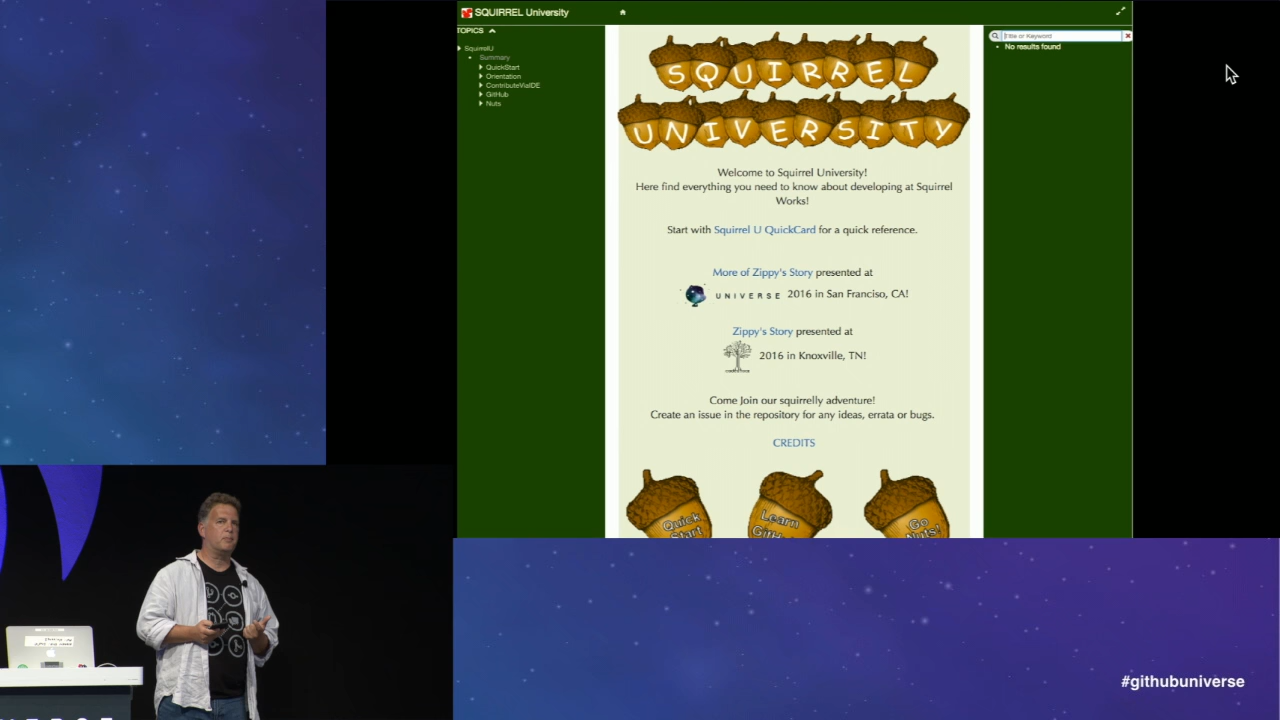 SQUIRREL University
TOPICS
SquirrelU
Summary
QuickStart
Orientation
ContributeViaIDE
GitHub
Nuts
SQUIRREL
UNIVERSITY
Welcome to Squirrel University!
Here find everything you need to know about developing at Squirrel
Works!
Start with Squirrel U QuickCard for a quick reference.
More of Zippy's Story presented at
UNIVERSE 2016 in San Franciso, CA!
Zippy's Story presented at
2016 in Knoxville, TN!
Come Join our squirrelly adventure!
Create an issue in the repository for any ideas, errata or bugs.
CREDITS
Quick
Start
Learn
Go
Nuts!
Title or Keyword
No results found
#githubuniverse